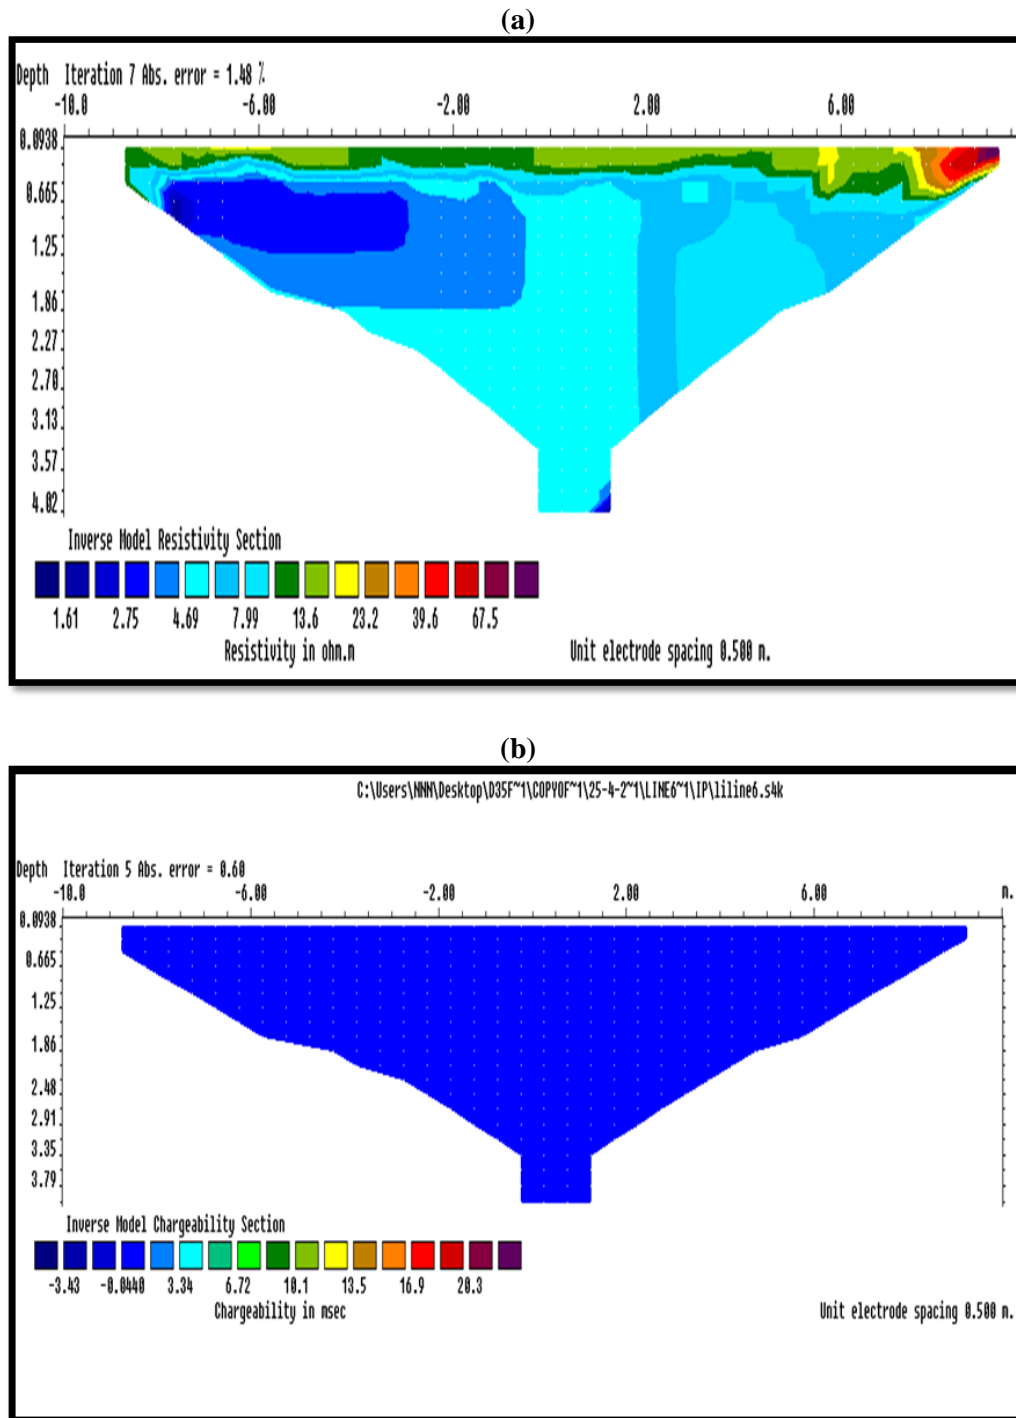 (a)
Depth Iteration 7 Abs. error = 1.48 %
-10.0 -6.00 -2.00 2.00 6.00
0.0938
0.665
1.25
1.86
2.27
2.70
3.13
3.57
4.02
Inverse Model Resistivity Section
1.61 2.75 4.69 7.99 13.6 23.2 39.6 67.5
Resistivity in ohm.m Unit electrode spacing 0.500 m.
(b)
C:\Users\NNN\Desktop\D35F~1\COPYOF~1\25-4-2~1\LINE6~1\IP\liline6.s4k
Depth Iteration 5 Abs. error = 0.60
-10.0 -6.00 -2.00 2.00 6.00 m.
0.0938
0.665
1.25
1.86
2.48
2.91
3.35
3.79
Inverse Model Chargeability Section
-3.43 -0.0440 3.34 6.72 10.1 13.5 16.9 20.3
Chargeability in msec Unit electrode spacing 0.500 m.